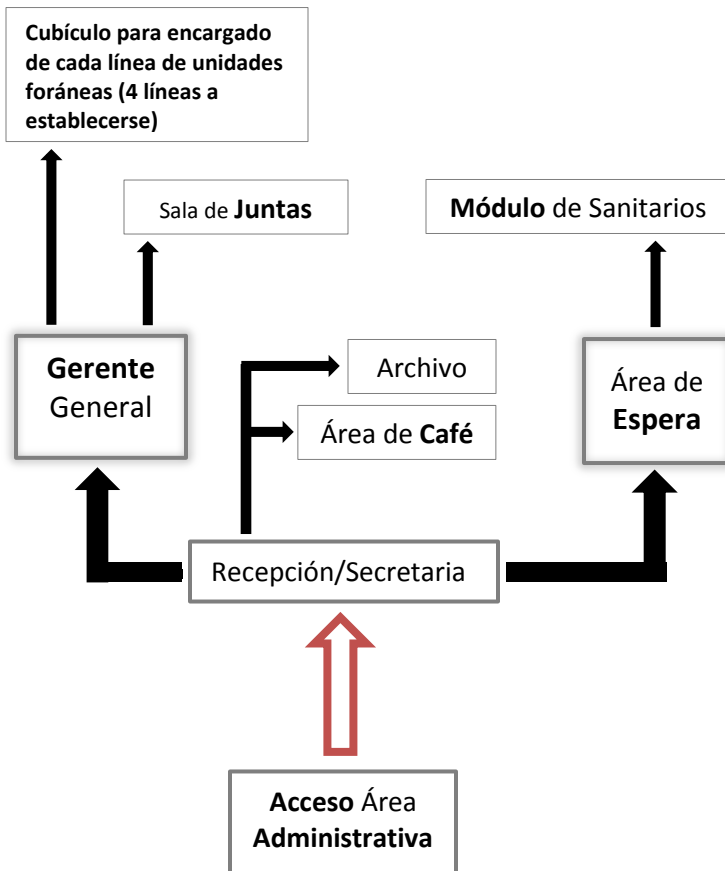 Cubículo para encargado
de cada línea de unidades
foráneas (4 líneas a
establecerse)
Sala de Juntas
Módulo de Sanitarios
Gerente
General
Archivo
Área de Café
Área de
Espera
Recepción/Secretaria
Acceso Área
Administrativa